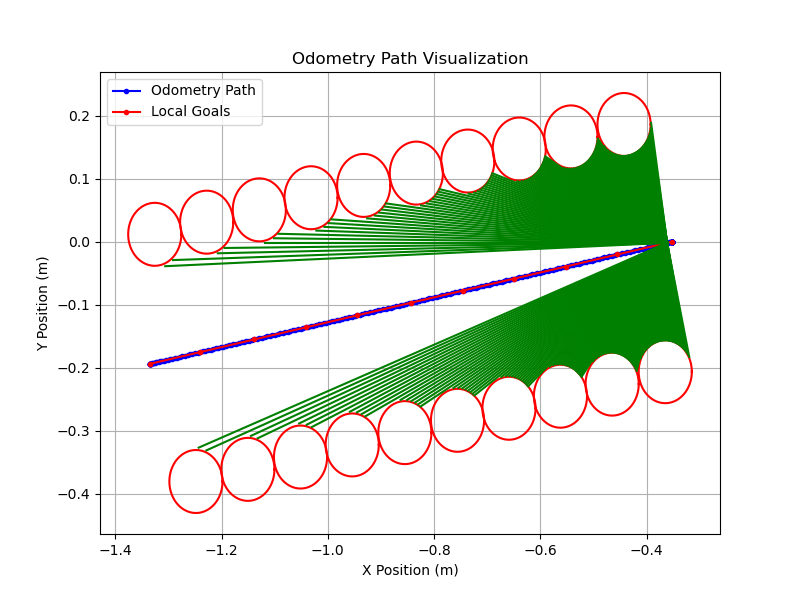 Odometry Path Visualization
Odometry Path
Local Goals
Y Position (m)
0.2
0.1
0.0
−0.1
−0.2
−0.3
−0.4
−1.4 −1.2 −1.0 −0.8 −0.6 −0.4
X Position (m)